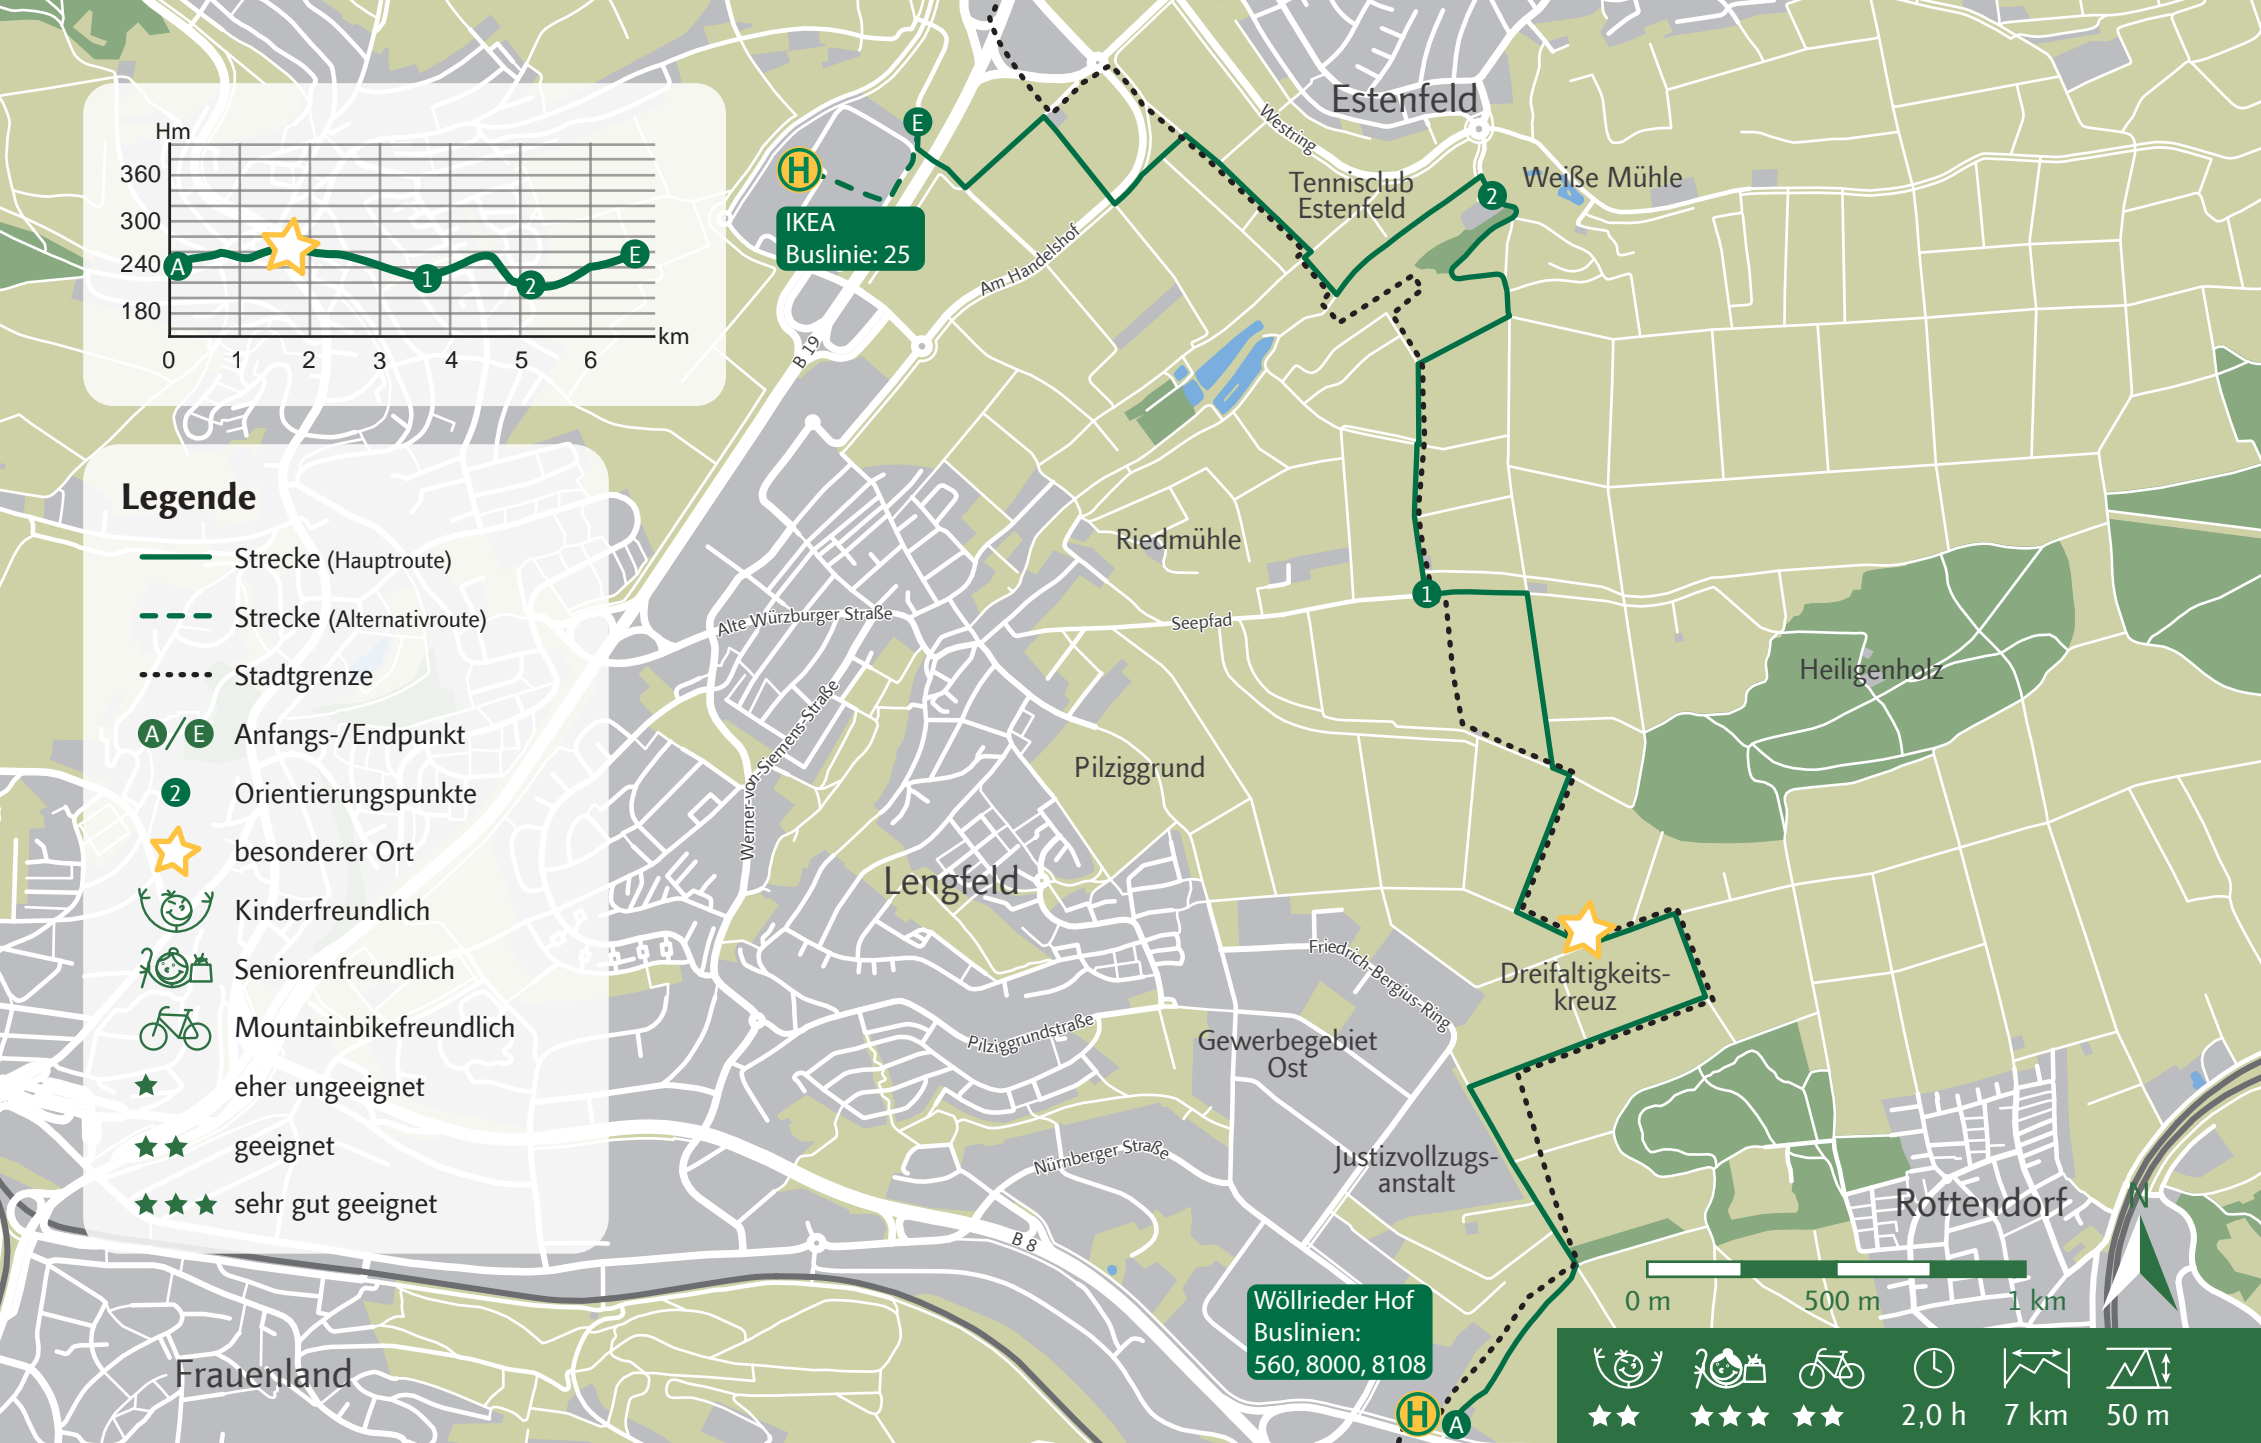 Hm
360
300
240
180
0 1 2 3 4 5 6
km
A
1
2
E
Legende
Strecke (Hauptroute)
Strecke (Alternativroute)
Stadtgrenze
A/E Anfangs-/Endpunkt
2 Orientierungspunkte
besonderer Ort
Kinderfreundlich
Seniorenfreundlich
Mountainbikefreundlich
eher ungeeignet
geeignet
sehr gut geeignet
E
H
IKEA
Buslinie: 25
B 19
Am Handelshof
Westring
Estenfeld
Tennisclub
Estenfeld
2
Weiße Mühle
Riedmühle
1
Seepfad
Alte Würzburger Straße
Werner-von-Siemens-Straße
Pilziggrund
Heiligenholz
Lengfeld
Friedrich-Bergius-Ring
Dreifaltigkeits-
kreuz
Pilziggrundstraße
Gewerbegebiet
Ost
Justizvollzugs-
anstalt
Nürnberger Straße
B 8
Rottendorf
N
Frauenland
Wöllrieder Hof
Buslinien:
560, 8000, 8108
H
A
0 m 500 m 1 km
2,0 h 7 km 50 m